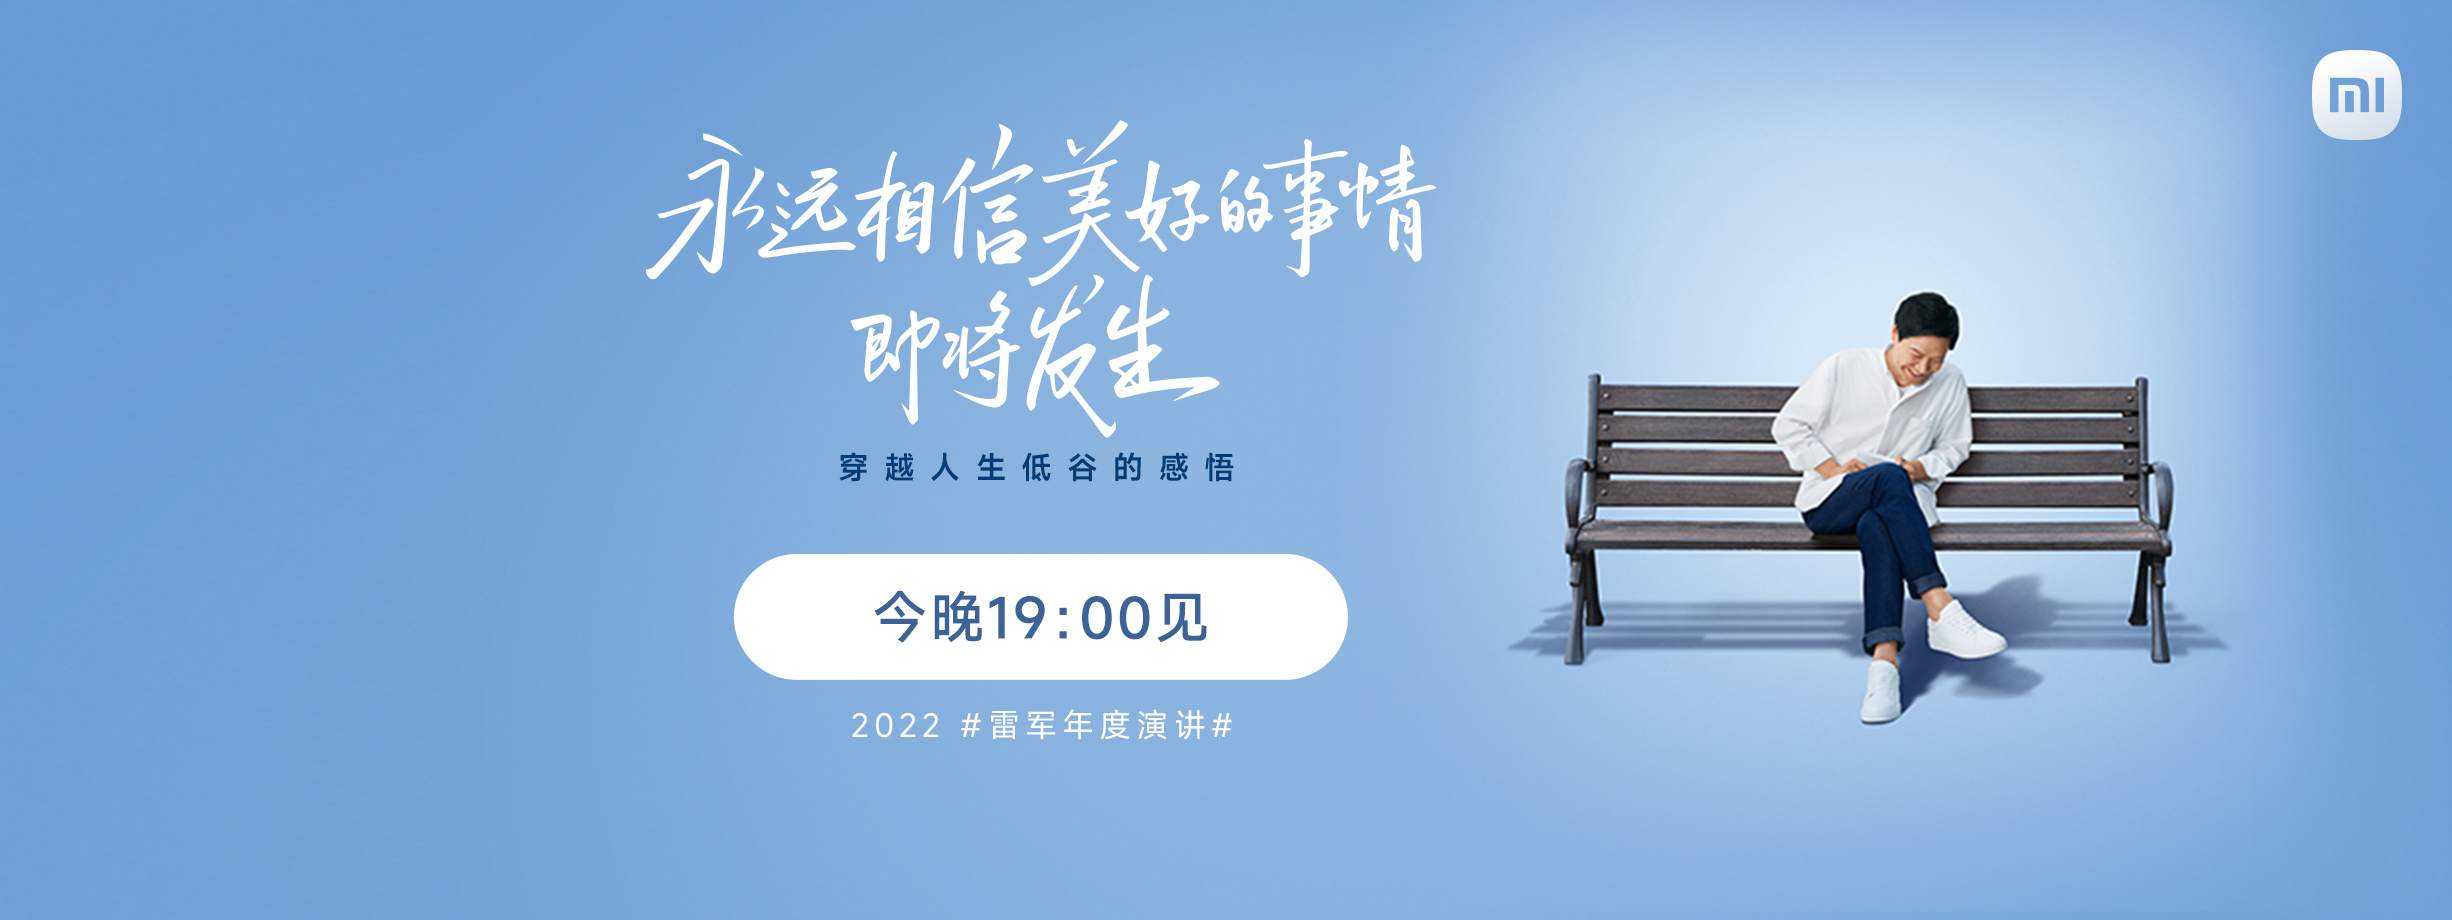 永远相信美好的事情
即将发生
穿越人生低谷的感悟
今晚19:00见
2022 #雷军年度演讲#
mi